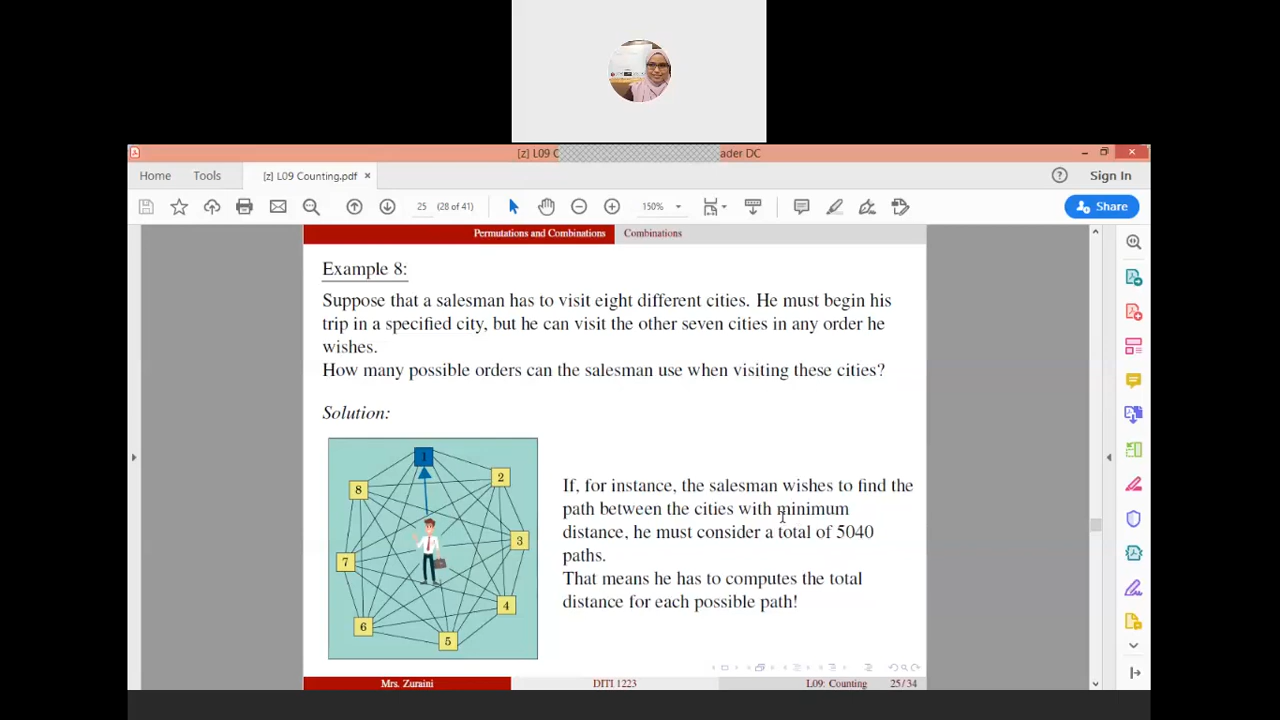 [z] L09 C ader DC
Home Tools [z] L09 Counting.pdf × Sign In
25 (28 of 41) 150% Share
Permutations and Combinations Combinations
Example 8:
Suppose that a salesman has to visit eight different cities. He must begin his
trip in a specified city, but he can visit the other seven cities in any order he
wishes.
How many possible orders can the salesman use when visiting these cities?
Solution:
1
2
8
3
7
4
6
5
If, for instance, the salesman wishes to find the
path between the cities with minimum
distance, he must consider a total of 5040
paths.
That means he has to computes the total
distance for each possible path!
Mrs. Zuraini DITI 1223 L09: Counting 25/34